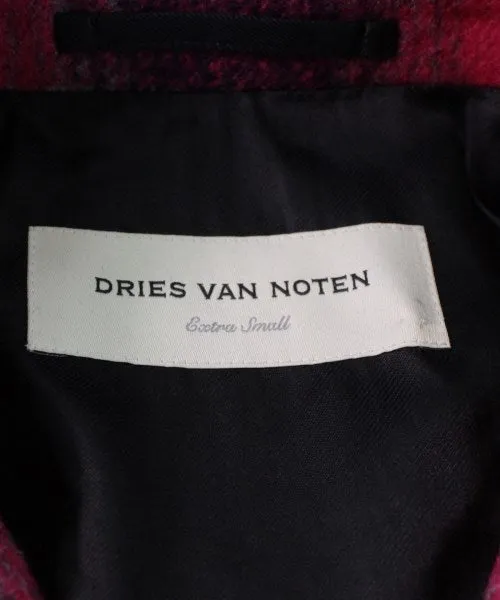 DRIES VAN NOTEN
Extra Small